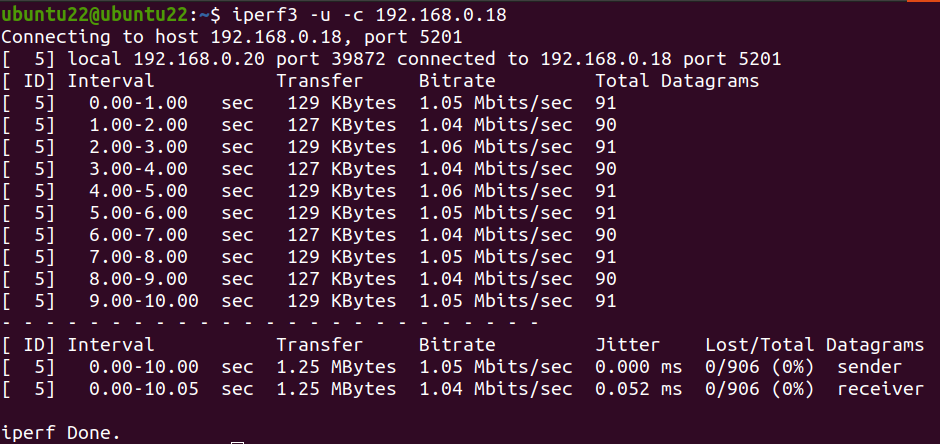 ubuntu22@ubuntu22:~$ iperf3 -u -c 192.168.0.18
Connecting to host 192.168.0.18, port 5201
[  5] local 192.168.0.20 port 39872 connected to 192.168.0.18 port 5201
[ ID] Interval           Transfer     Bitrate         Total Datagrams
[  5]   0.00-1.00   sec   129 KBytes  1.05 Mbits/sec  91
[  5]   1.00-2.00   sec   127 KBytes  1.04 Mbits/sec  90
[  5]   2.00-3.00   sec   129 KBytes  1.06 Mbits/sec  91
[  5]   3.00-4.00   sec   127 KBytes  1.04 Mbits/sec  90
[  5]   4.00-5.00   sec   129 KBytes  1.06 Mbits/sec  91
[  5]   5.00-6.00   sec   129 KBytes  1.05 Mbits/sec  91
[  5]   6.00-7.00   sec   127 KBytes  1.04 Mbits/sec  90
[  5]   7.00-8.00   sec   129 KBytes  1.05 Mbits/sec  91
[  5]   8.00-9.00   sec   127 KBytes  1.04 Mbits/sec  90
[  5]   9.00-10.00  sec   129 KBytes  1.05 Mbits/sec  91
- - - - - - - - - - - - - - - - - - - - - - - - -
[ ID] Interval           Transfer     Bitrate         Jitter    Lost/Total Datagrams
[  5]   0.00-10.00  sec  1.25 MBytes  1.05 Mbits/sec  0.000 ms  0/906 (0%)  sender
[  5]   0.00-10.05  sec  1.25 MBytes  1.04 Mbits/sec  0.052 ms  0/906 (0%)  receiver
iperf Done.